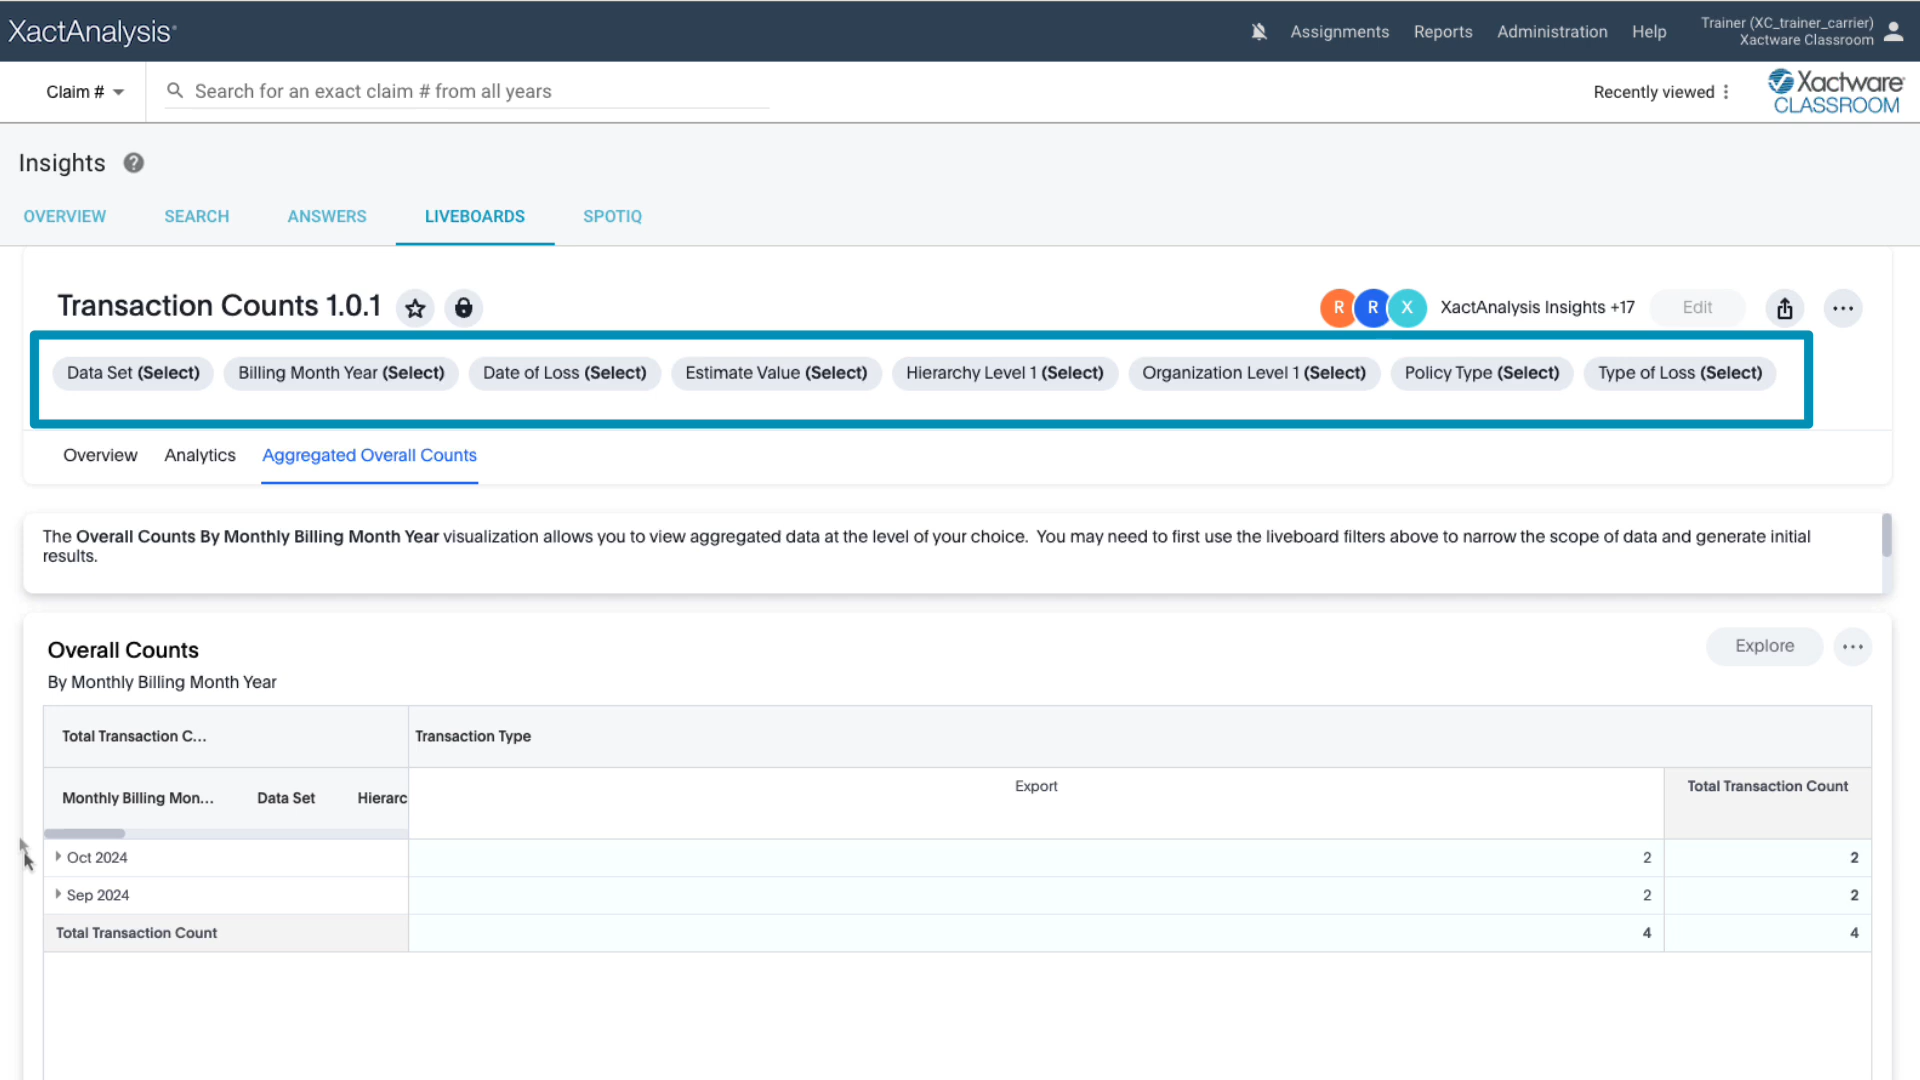 XactAnalysis
Assignments
Reports
Administration
Help
Trainer (XC_trainer_carrier)
Xactware Classroom
Claim #
Search for an exact claim # from all years
Recently viewed
Xactware
CLASSROOM
Insights ?
OVERVIEW
SEARCH
ANSWERS
LIVEBOARDS
SPOTIQ
Transaction Counts 1.0.1
R R X
XactAnalysis Insights +17
Edit
Data Set (Select)
Billing Month Year (Select)
Date of Loss (Select)
Estimate Value (Select)
Hierarchy Level 1 (Select)
Organization Level 1 (Select)
Policy Type (Select)
Type of Loss (Select)
Overview
Analytics
Aggregated Overall Counts
The Overall Counts By Monthly Billing Month Year visualization allows you to view aggregated data at the level of your choice. You may need to first use the liveboard filters above to narrow the scope of data and generate initial
results.
Overall Counts
Explore
By Monthly Billing Month Year
Total Transaction C...
Transaction Type
Monthly Billing Mon...
Data Set
Hierarc
Export
Total Transaction Count
Oct 2024 2 2
Sep 2024 2 2
Total Transaction Count 4 4